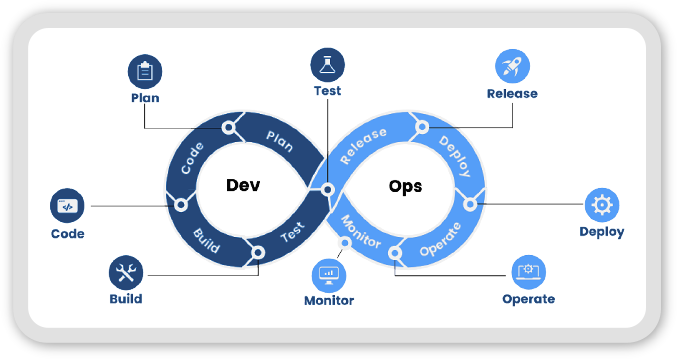 Plan
Test
Release
Plan
Release
Code
Deploy
Dev
Ops
Code
Deploy
Build
Test
Monitor
Operate
Build
Monitor
Operate